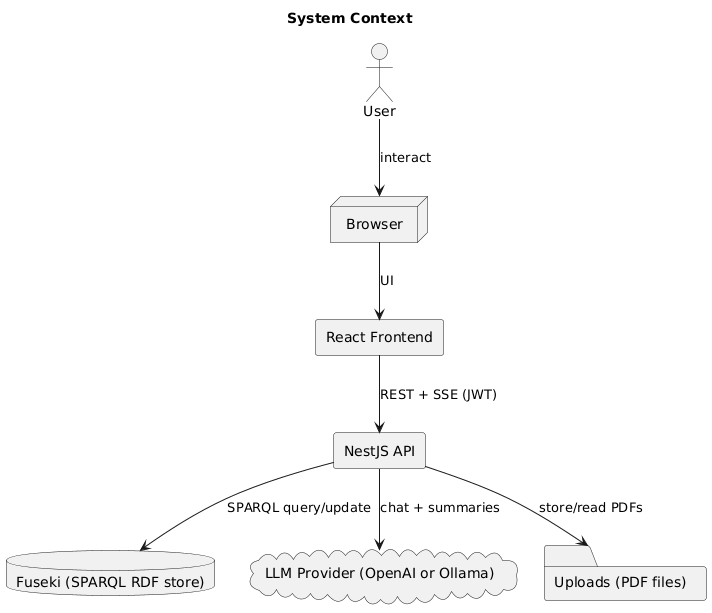 System Context
User
interact
Browser
UI
React Frontend
REST + SSE (JWT)
NestJS API
SPARQL query/update
chat + summaries
store/read PDFs
Fuseki (SPARQL RDF store)
LLM Provider (OpenAI or Ollama)
Uploads (PDF files)